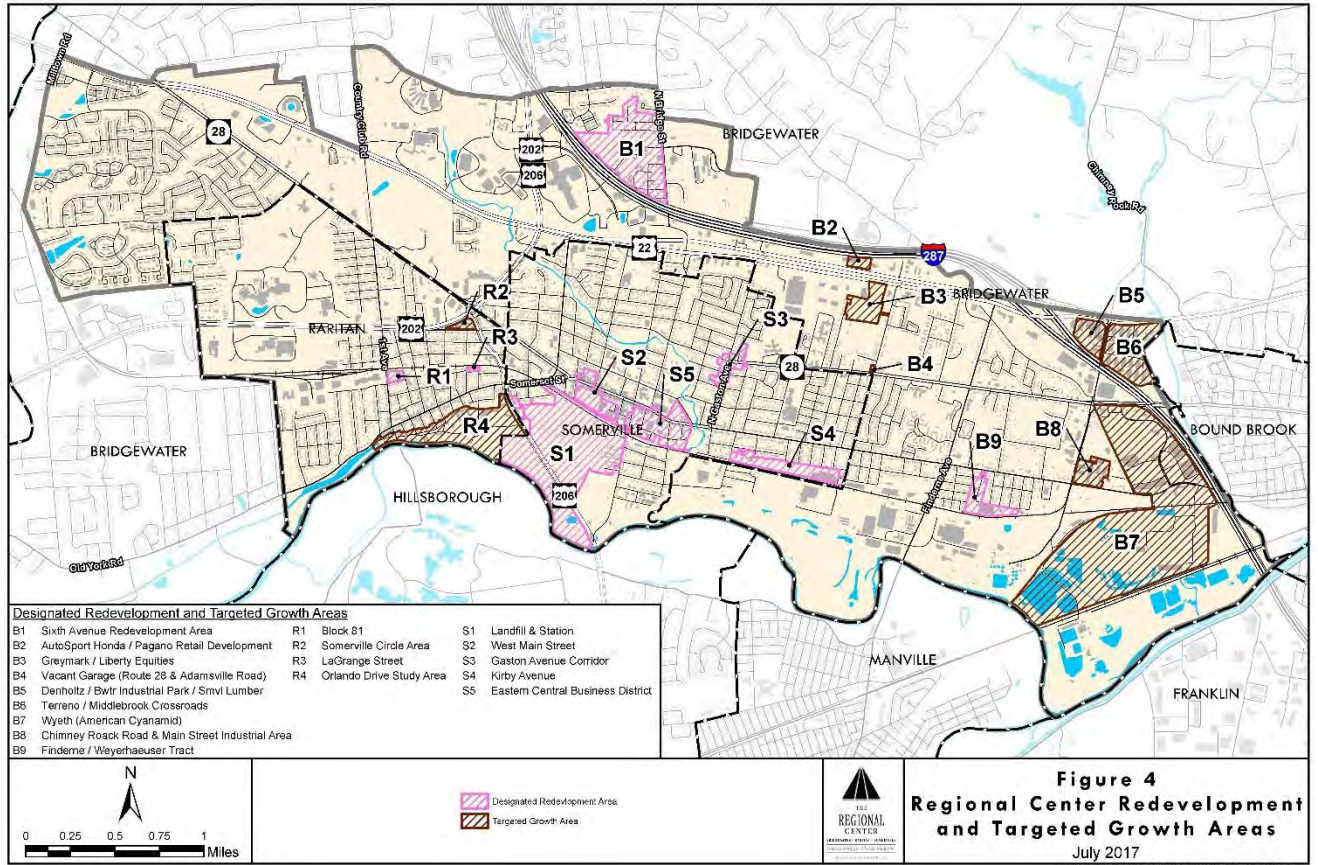 Milltown Rd
Country Club Rd
N Bridge St
BRIDGEWATER
28
202
206
B1
Chimney Rock Rd
22
B2
287
B3
BRIDGEWATER
B5
B6
R2
RARITAN
202
R3
S3
S2
S5
28
B4
R1
Somerset St
N Gaston Ave
R4
SOMERVILLE
BRIDGEWATER
S1
S4
B9
B8
BOUND BROOK
Finderne Ave
HILLSBOROUGH
206
B7
Old York Rd
MANVILLE
FRANKLIN
Designated Redevelopment and Targeted Growth Areas
B1 Sixth Avenue Redevelopment Area
B2 AutoSport Honda / Pagano Retail Development
B3 Greymark / Liberty Equities
B4 Vacant Garage (Route 28 & Adamsville Road)
B5 Denholtz / Bwtr Industrial Park / Smvl Lumber
B6 Terreno / Middlebrook Crossroads
B7 Wyeth (American Cyanamid)
B8 Chimney Roack Road & Main Street Industrial Area
B9 Finderne / Weyerhaeuser Tract
R1 Block 81
R2 Somerville Circle Area
R3 LaGrange Street
R4 Orlando Drive Study Area
S1 Landfill & Station
S2 West Main Street
S3 Gaston Avenue Corridor
S4 Kirby Avenue
S5 Eastern Central Business District
N
0 0.25 0.5 0.75 1
Miles
Designated Redevelopment Area
Targeted Growth Area
THE
REGIONAL
CENTER
Figure 4
Regional Center Redevelopment
and Targeted Growth Areas
July 2017